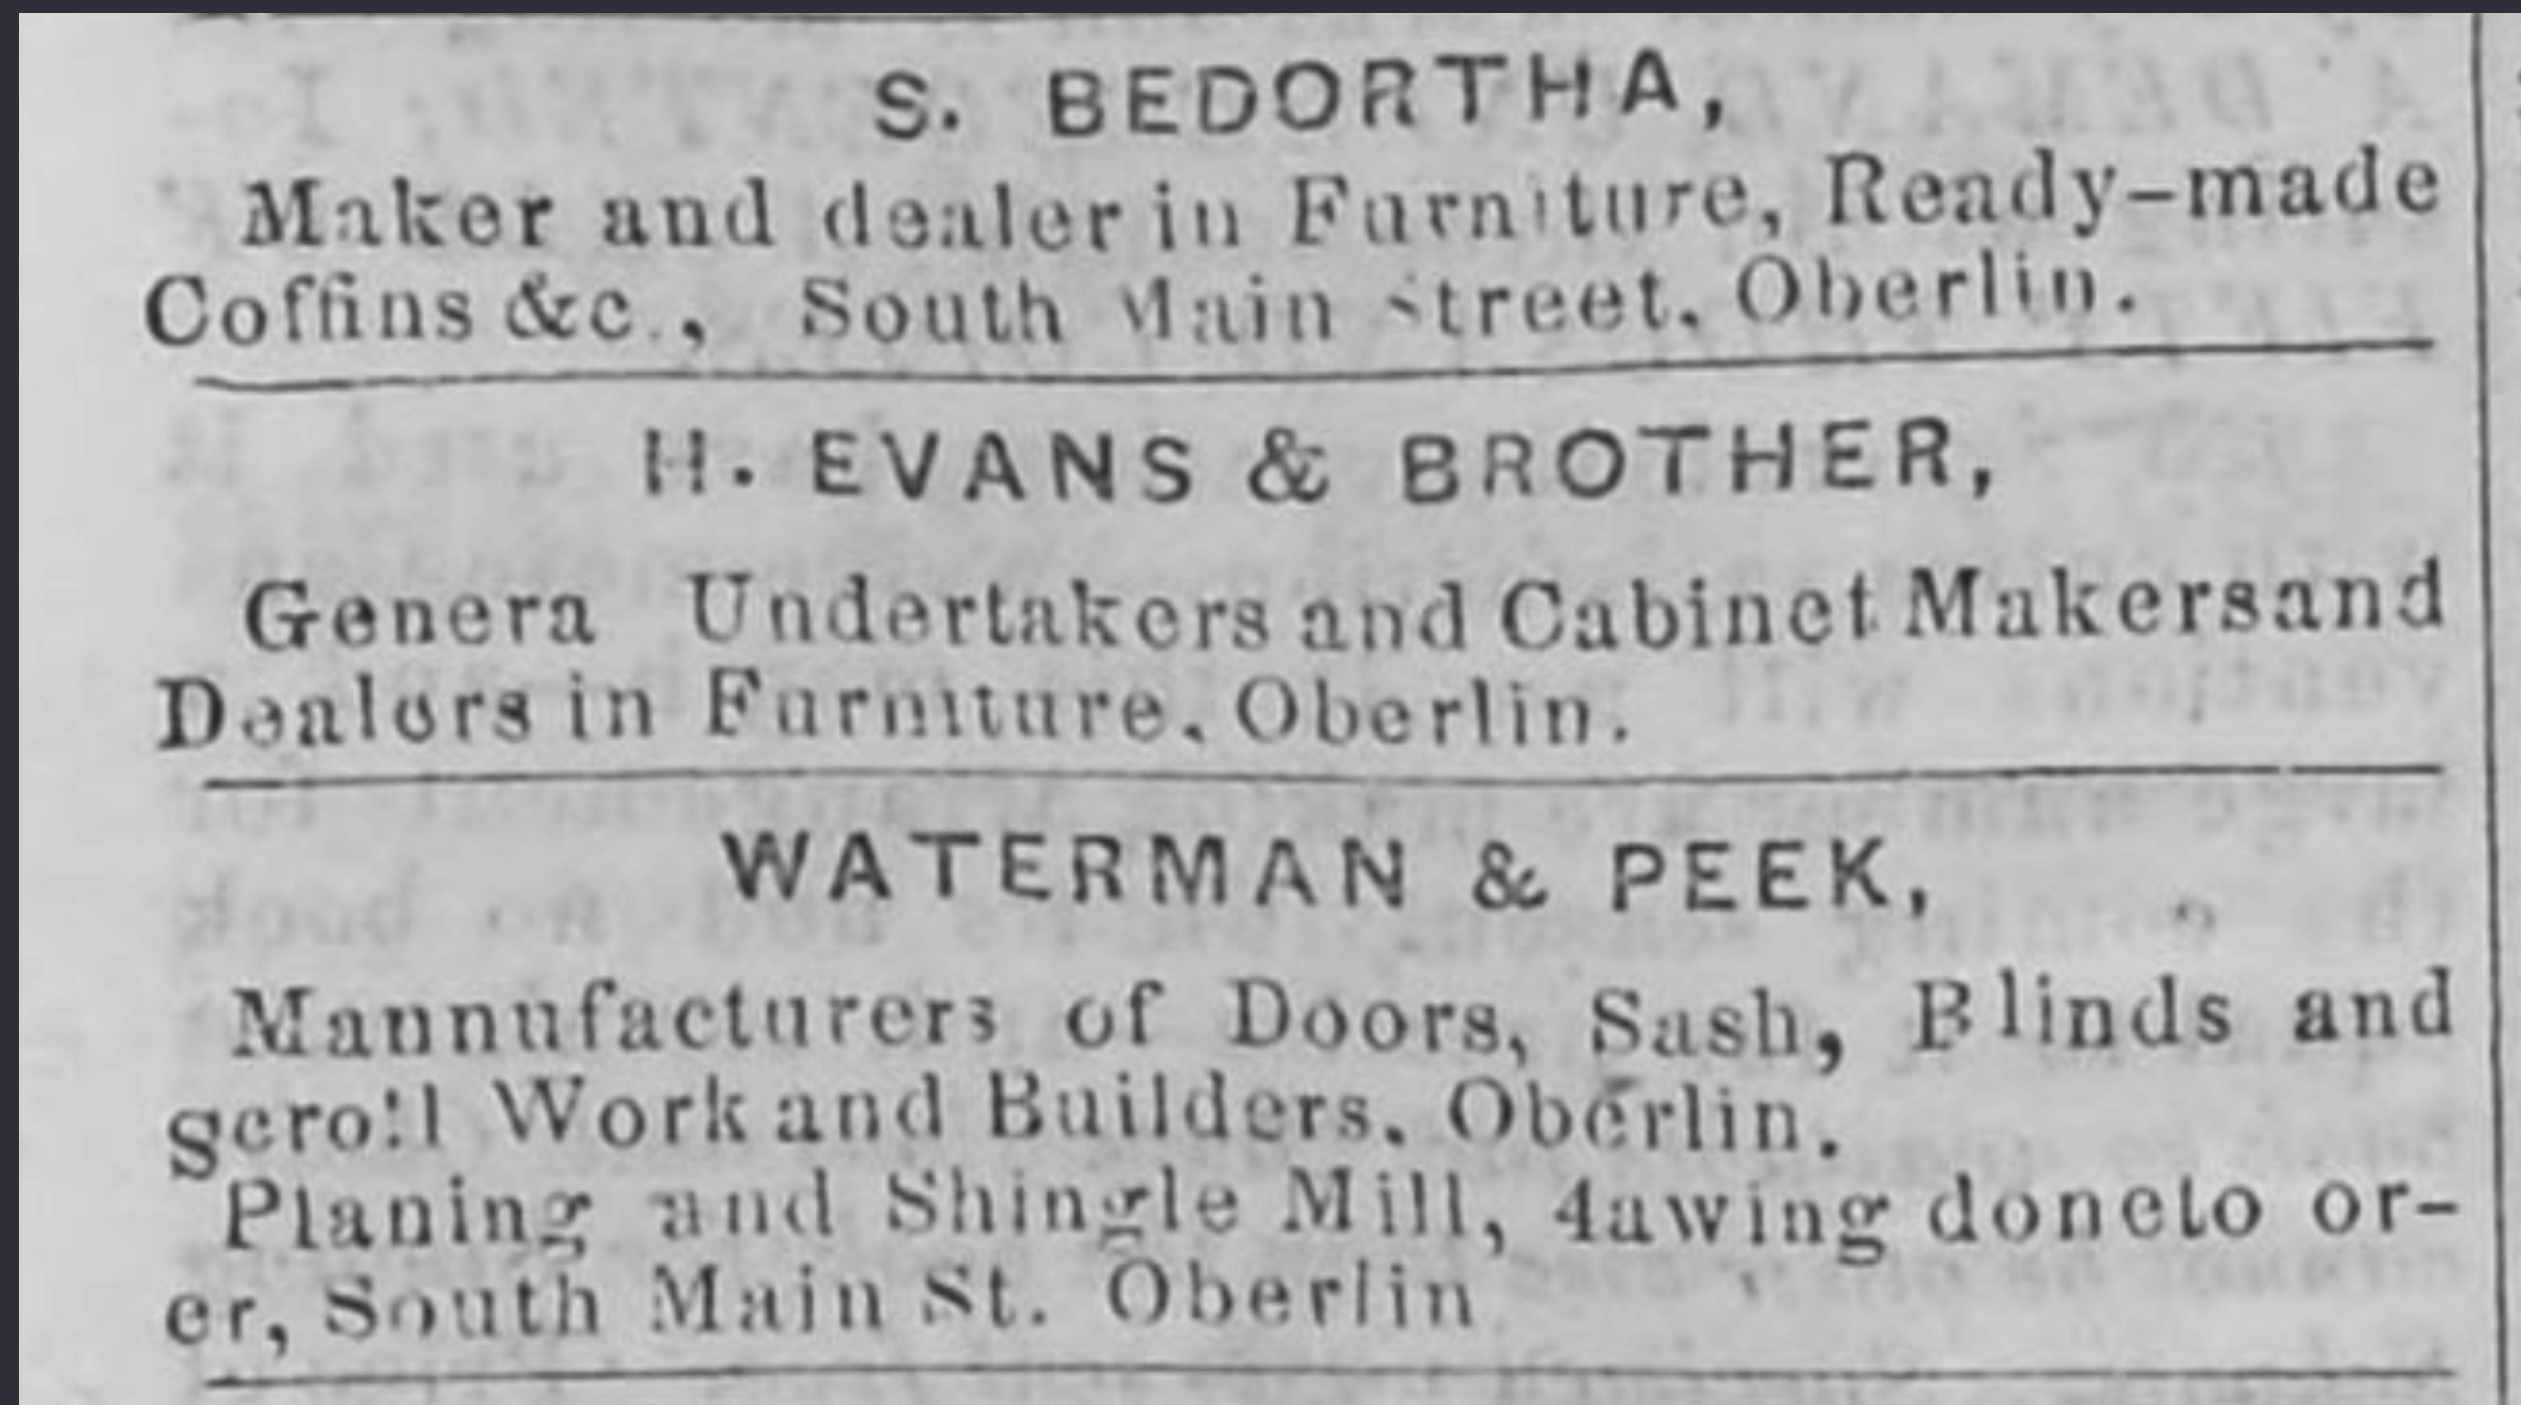 S. BEDORTHA,
Maker and dealer in Furniture, Ready-made
Coffins &c., South Main Street, Oberlin.
H. EVANS & BROTHER,
Genera Undertakers and Cabinet Makersand
Dealers in Furniture, Oberlin.
WATERMAN & PEEK,
Mannufacturers of Doors, Sash, Blinds and
Scroll Work and Builders, Oberlin.
Planing and Shingle Mill, 4awing doneto or-
er, South Main St. Oberlin